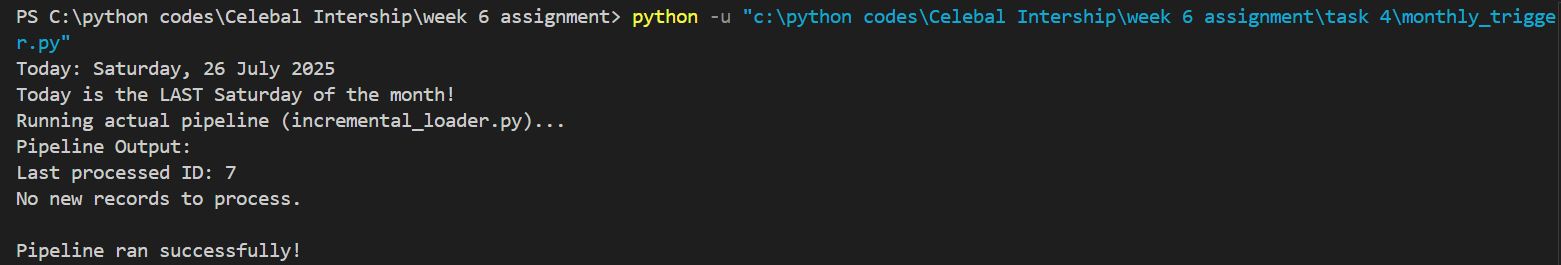 PS C:\python codes\Celebal Intership\week 6 assignment> python -u "c:\python codes\Celebal Intership\week 6 assignment\task 4\monthly_trigge
r.py"
Today: Saturday, 26 July 2025
Today is the LAST Saturday of the month!
Running actual pipeline (incremental_loader.py)...
Pipeline Output:
Last processed ID: 7
No new records to process.
Pipeline ran successfully!